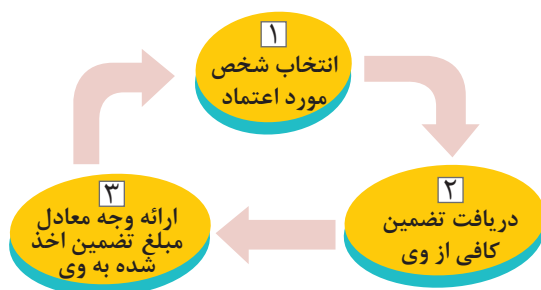 ۱
انتخاب شخص
مورد اعتماد
۲
دریافت تضمین
کافی از وی
۳
ارائه وجه معادل
مبلغ تضمین اخذ
شده به وی